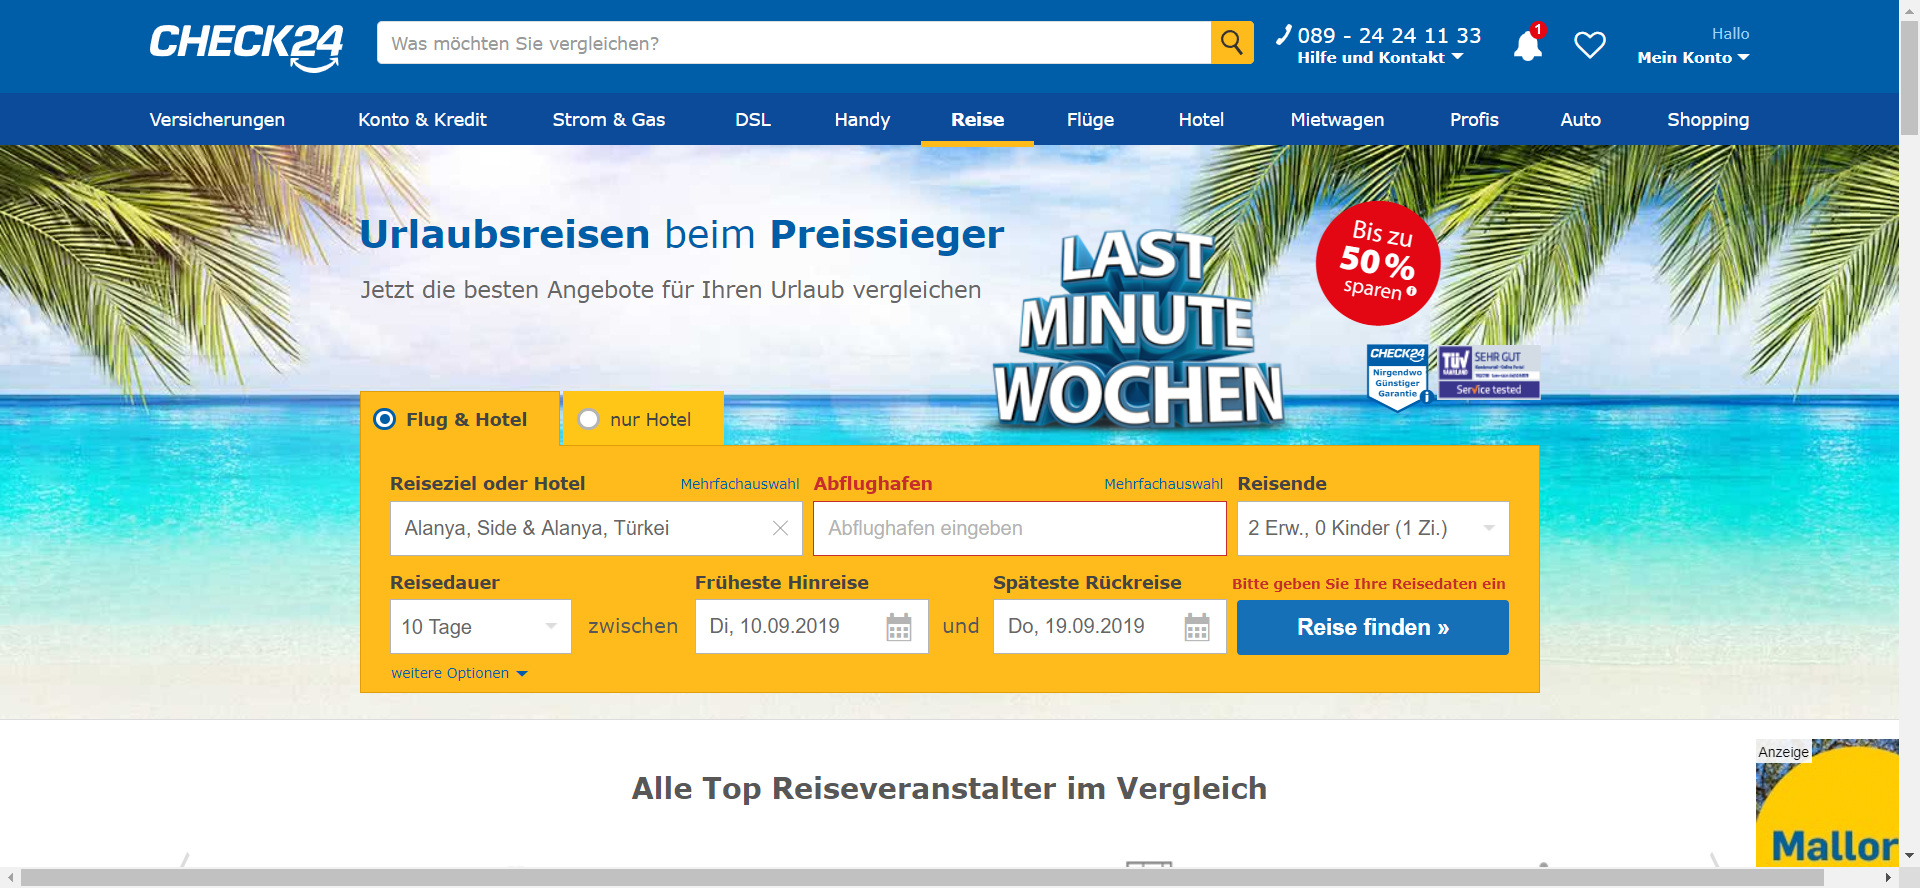 CHECK24
Was möchten Sie vergleichen?
089 - 24 24 11 33
Hilfe und Kontakt
1
Hallo
Mein Konto
Versicherungen
Konto & Kredit
Strom & Gas
DSL
Handy
Reise
Flüge
Hotel
Mietwagen
Profis
Auto
Shopping
Urlaubsreisen beim Preissieger
Jetzt die besten Angebote für Ihren Urlaub vergleichen
LAST
MINUTE
WOCHEN
Bis zu
50 %
sparen
CHECK24
Nirgendwo
Günstiger
Garantie
TÜV
SEHR GUT
Service tested
Flug & Hotel
nur Hotel
Reiseziel oder Hotel
Mehrfachauswahl
Abflughafen
Mehrfachauswahl
Reisende
Alanya, Side & Alanya, Türkei
Abflughafen eingeben
2 Erw., 0 Kinder (1 Zi.)
Reisedauer
Früheste Hinreise
Späteste Rückreise
Bitte geben Sie Ihre Reisedaten ein
10 Tage
zwischen
Di, 10.09.2019
und
Do, 19.09.2019
Reise finden »
weitere Optionen
Anzeige
Alle Top Reiseveranstalter im Vergleich
Mallor